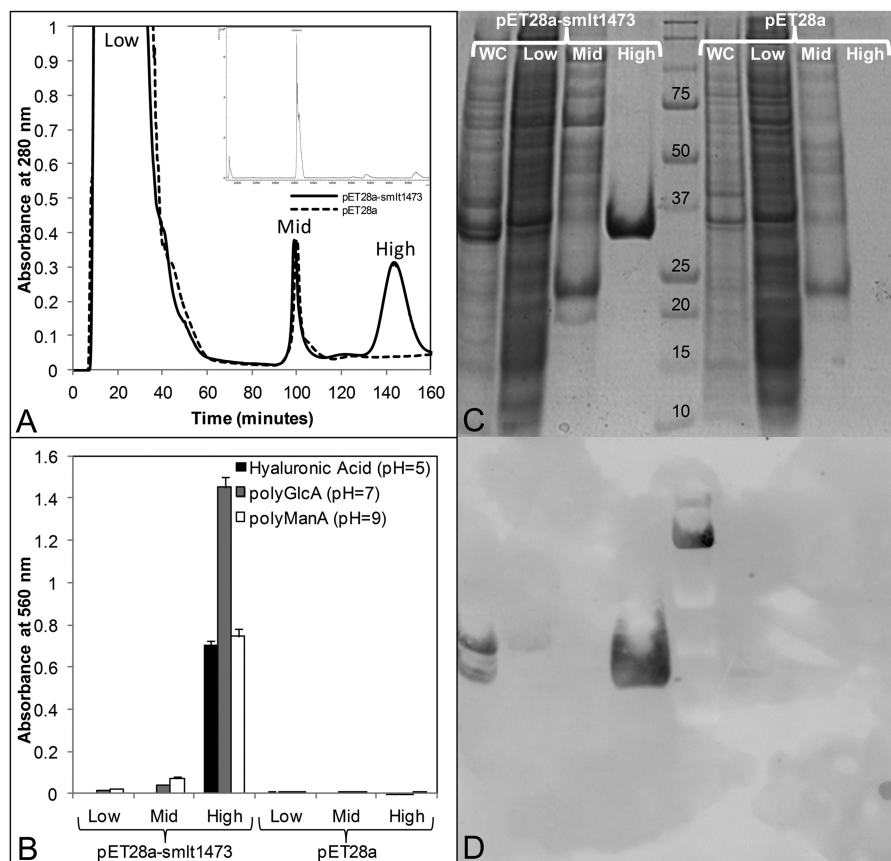 Low
pET28a-smlt1473
pET28a
Mid
High
1
0.9
0.8
0.7
0.6
0.5
0.4
0.3
0.2
0.1
0
Absorbance at 280 nm
0 20 40 60 80 100 120 140 160
Time (minutes)
A
pET28a-smlt1473 pET28a
WC Low Mid High WC Low Mid High
75
50
37
25
20
15
10
C
Hyaluronic Acid (pH=5)
polyGlcA (pH=7)
polyManA (pH=9)
1.6
1.4
1.2
1
0.8
0.6
0.4
0.2
0
Absorbance at 560 nm
Low Mid High Low Mid High
pET28a-smlt1473 pET28a
B
D